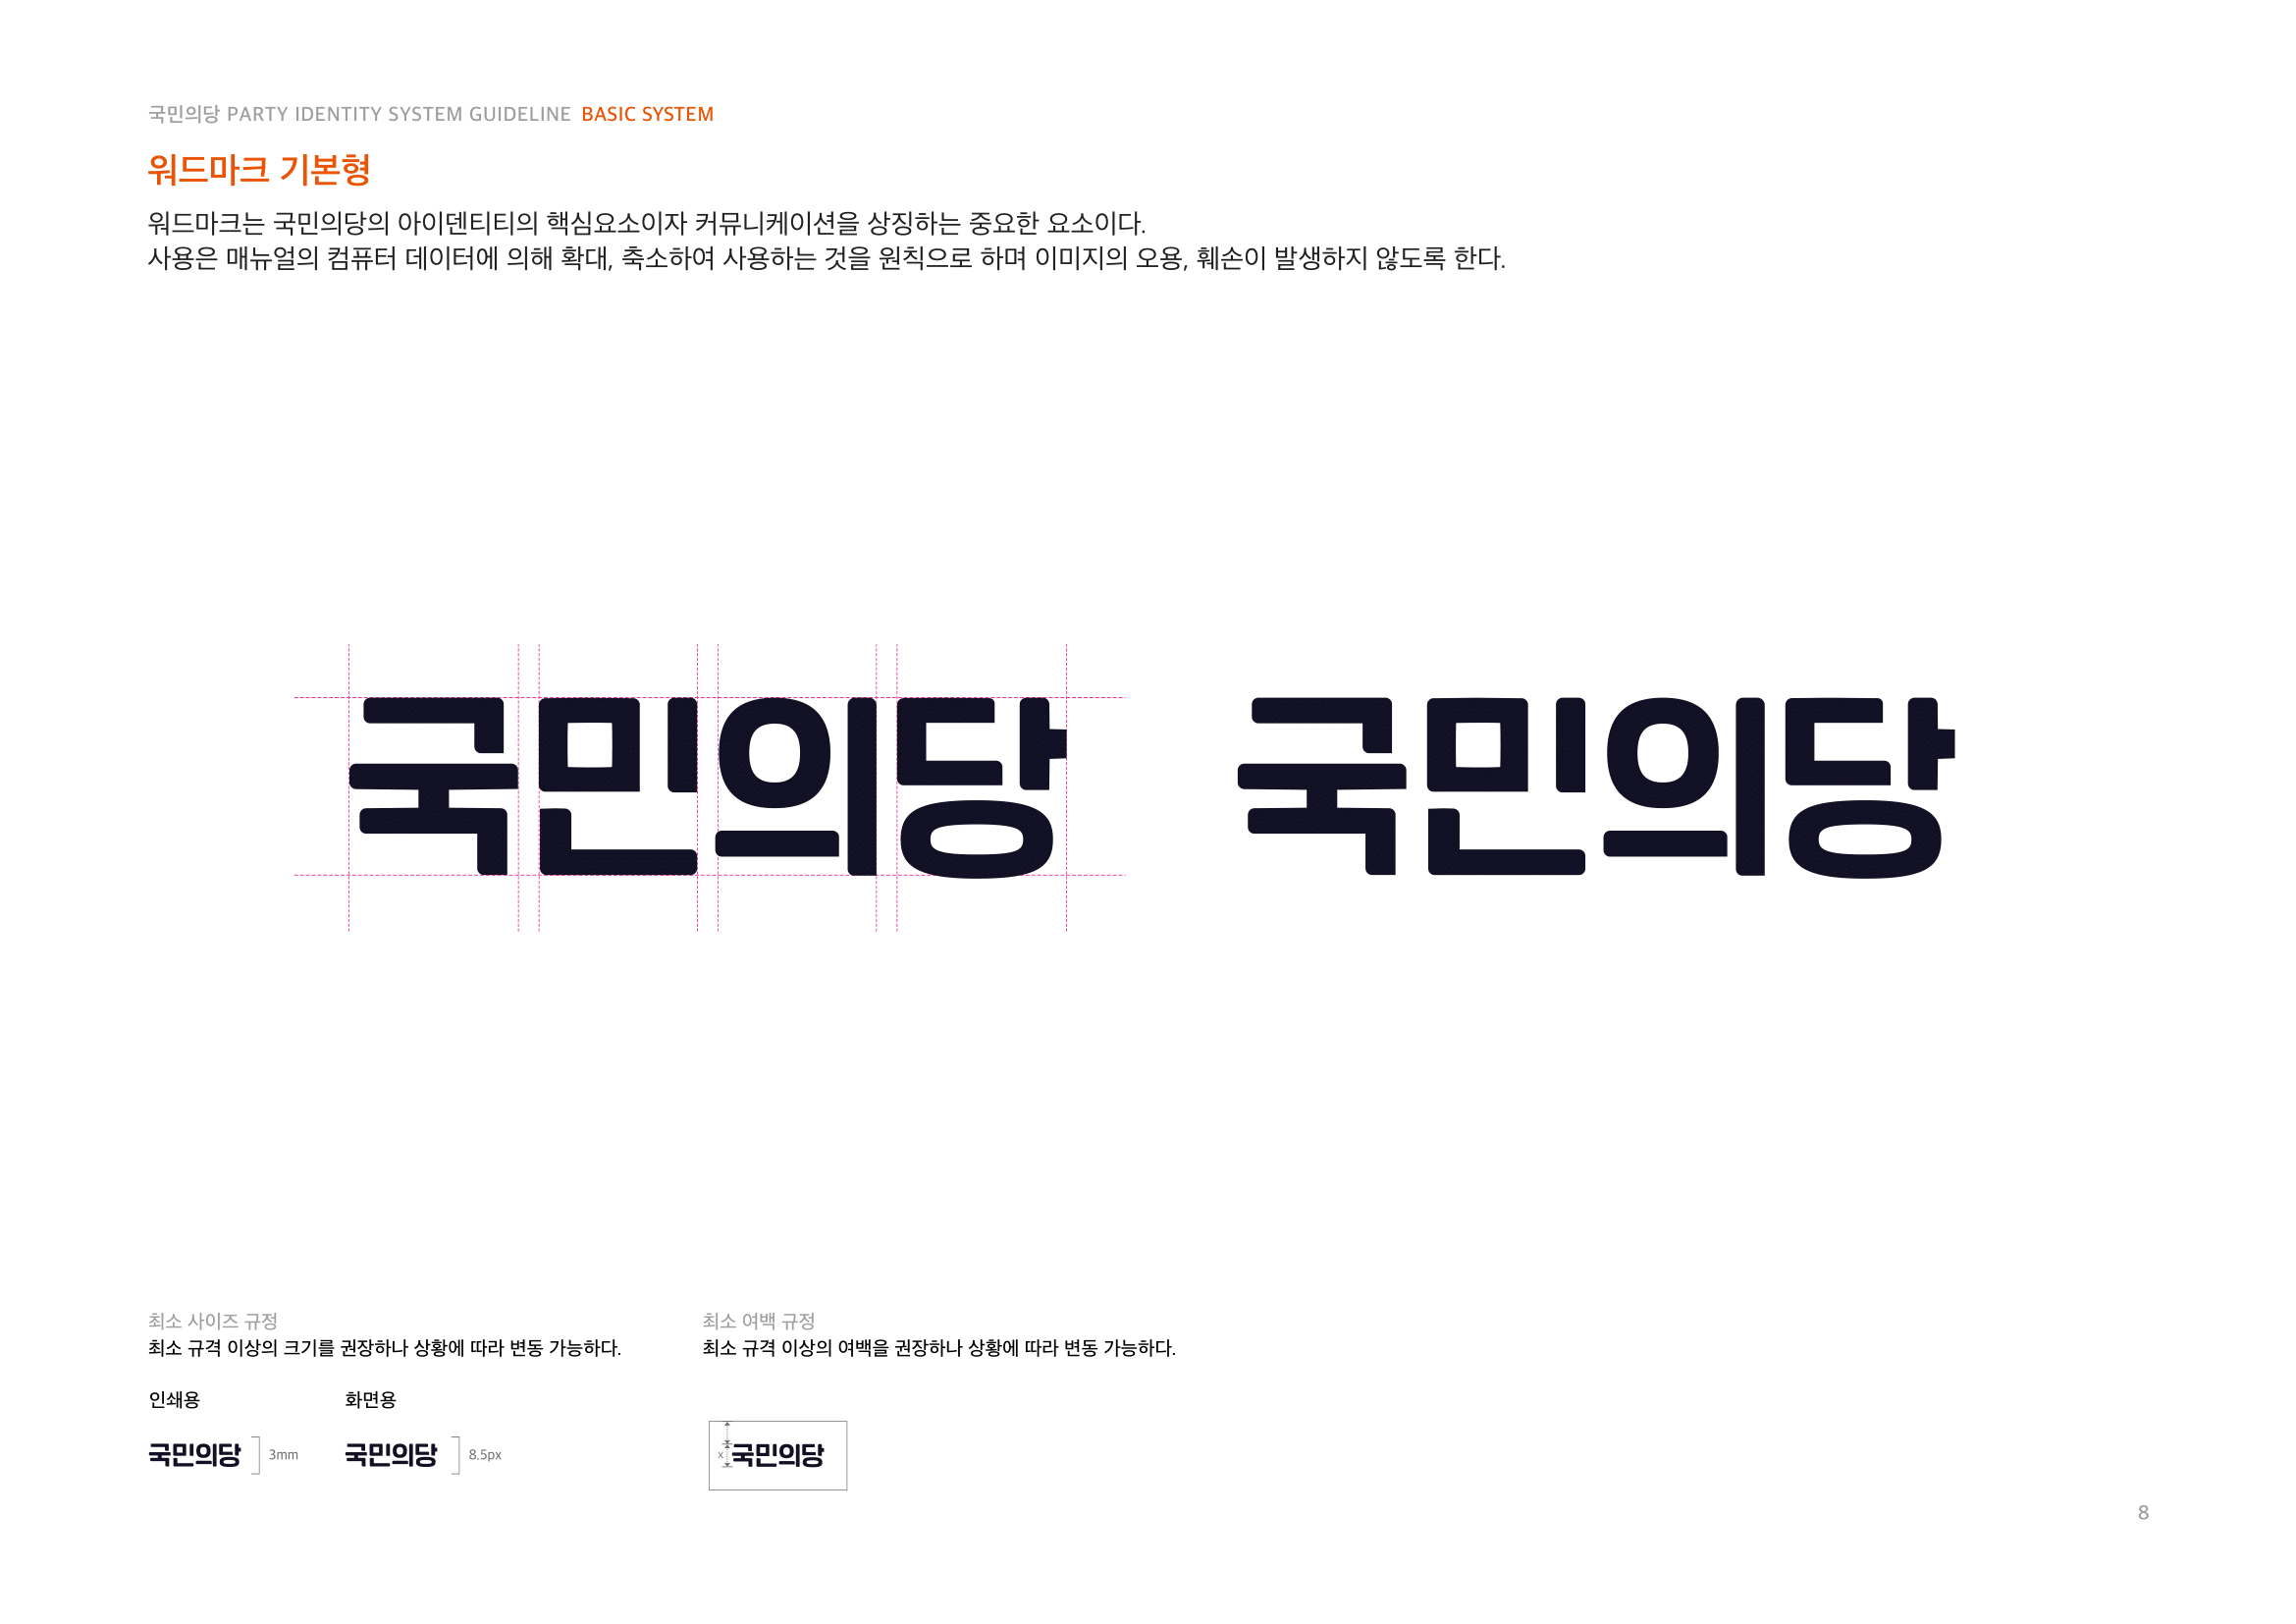 국민의당 PARTY IDENTITY SYSTEM GUIDELINE BASIC SYSTEM
워드마크 기본형
워드마크는 국민의당의 아이덴티티의 핵심요소이자 커뮤니케이션을 상징하는 중요한 요소이다.
사용은 매뉴얼의 컴퓨터 데이터에 의해 확대, 축소하여 사용하는 것을 원칙으로 하며 이미지의 오용, 훼손이 발생하지 않도록 한다.
국민의당 국민의당
최소 사이즈 규정
최소 규격 이상의 크기를 권장하나 상황에 따라 변동 가능하다.
인쇄용 화면용
국민의당 3mm 국민의당 8.5px
최소 여백 규정
최소 규격 이상의 여백을 권장하나 상황에 따라 변동 가능하다.
x 국민의당
8